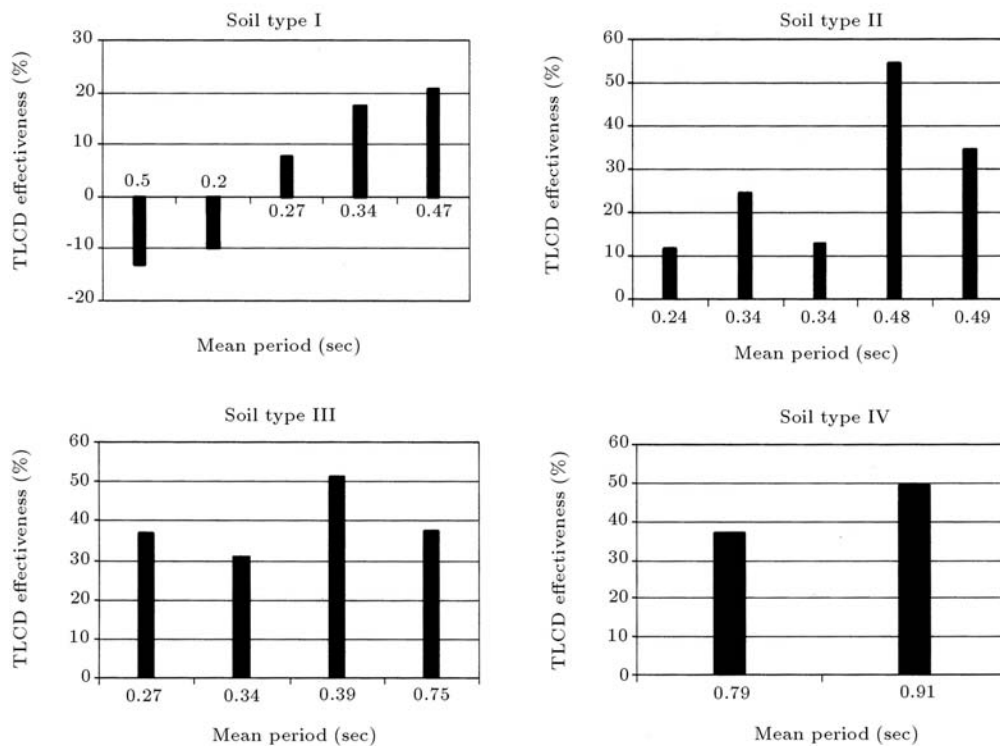 Soil type I
TLCD effectiveness (%)
30
20
10
0
-10
-20
0.5 0.2 0.27 0.34 0.47
Mean period (sec)
Soil type II
TLCD effectiveness (%)
60
50
40
30
20
10
0
0.24 0.34 0.34 0.48 0.49
Mean period (sec)
Soil type III
TLCD effectiveness (%)
60
50
40
30
20
10
0
0.27 0.34 0.39 0.75
Mean period (sec)
Soil type IV
TLCD effectiveness (%)
60
50
40
30
20
10
0
0.79 0.91
Mean period (sec)